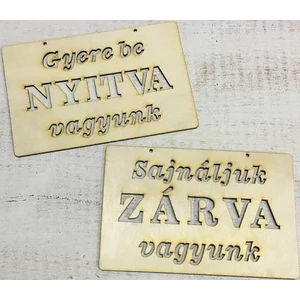 Gyere be
NYITVA
vagyunk
Sajnáljuk
ZÁRVA
vagyunk